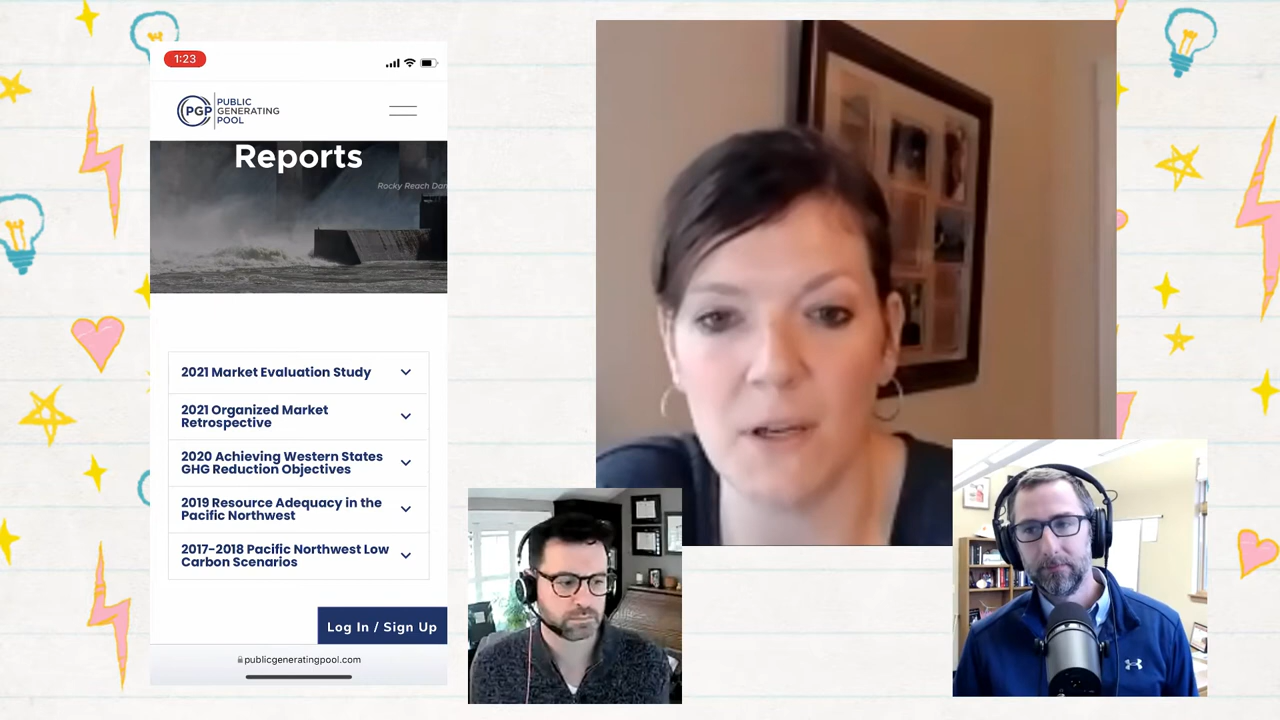 1:23
PGP
PUBLIC
GENERATING
POOL
Reports
Rocky Reach Dam
2021 Market Evaluation Study
2021 Organized Market
Retrospective
2020 Achieving Western States
GHG Reduction Objectives
2019 Resource Adequacy in the
Pacific Northwest
2017-2018 Pacific Northwest Low
Carbon Scenarios
Log In / Sign Up
publicgeneratingpool.com